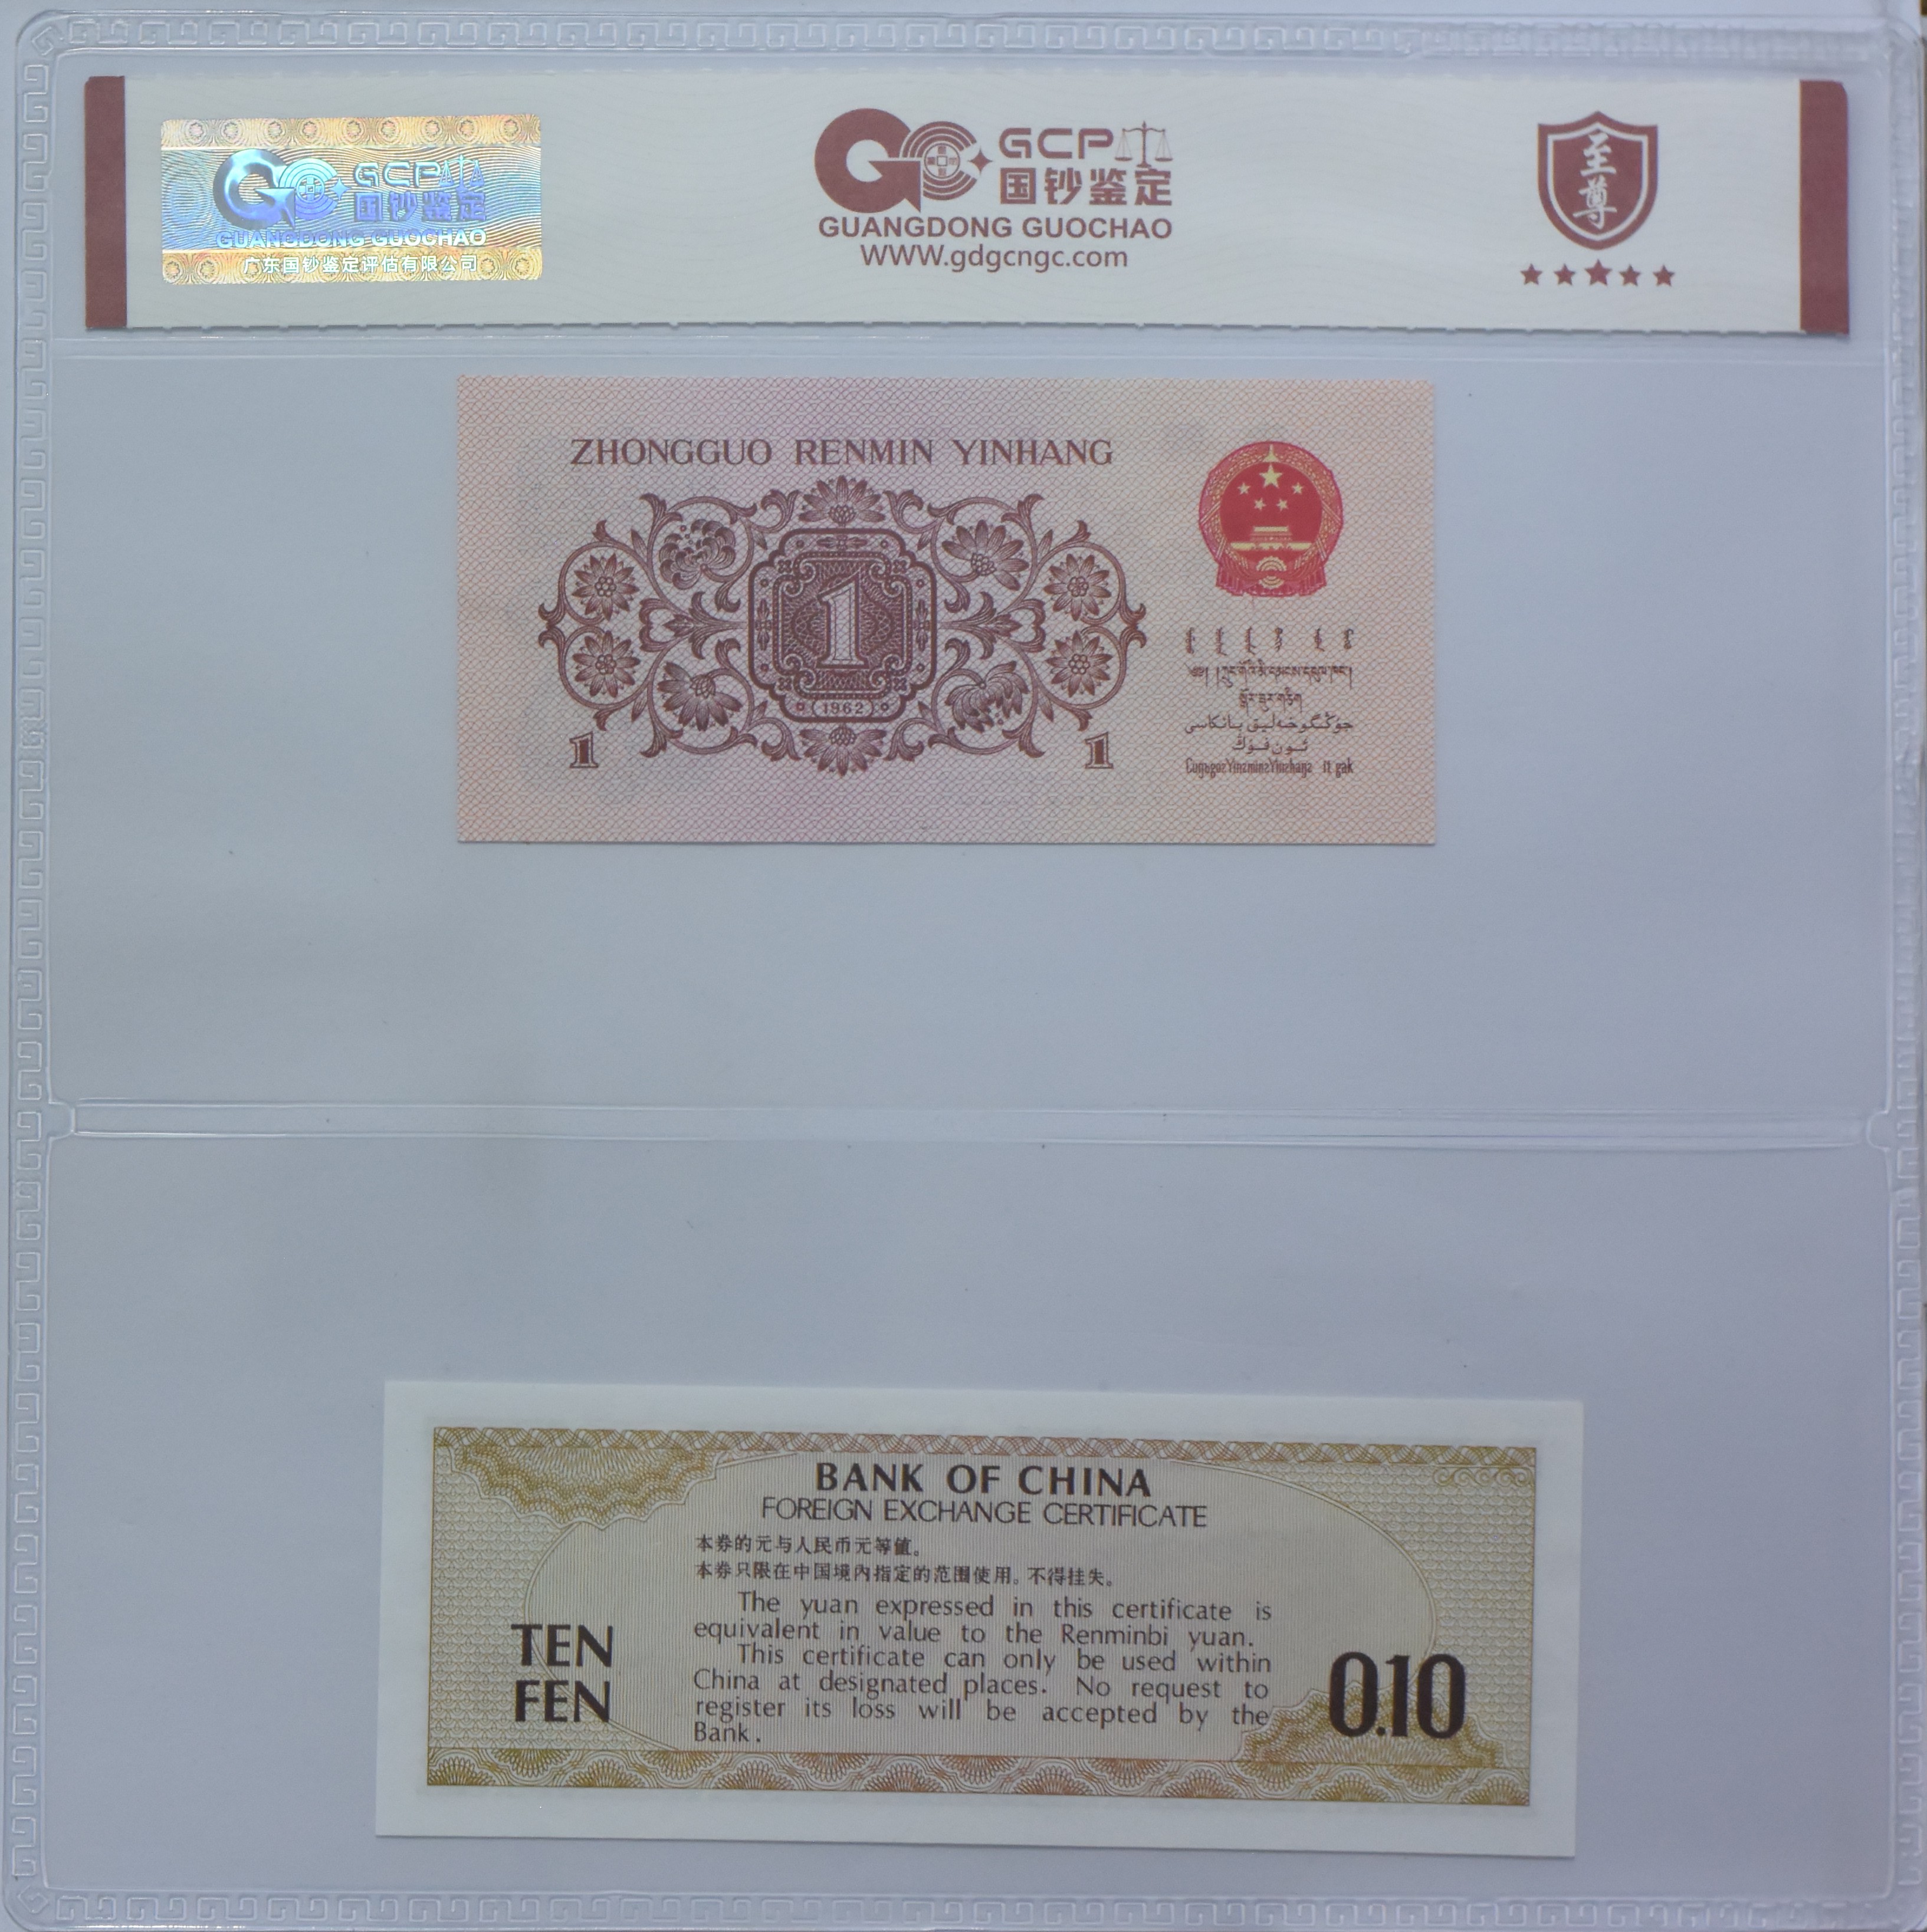 GCP
国钞鉴定
GUANGDONG GUOCHAO
广东国钞鉴定评估有限公司
GCP
国钞鉴定
GUANGDONG GUOCHAO
WWW.gdgcngc.com
至尊
ZHONGGUO RENMIN YINHANG
1
1962
1 1
جۇڭگوخەلىق بانكاسى
ئون فۇڭ
BANK OF CHINA
FOREIGN EXCHANGE CERTIFICATE
本券的元与人民币元等值。
本券只限在中国境内指定的范围使用。不得挂失。
The yuan expressed in this certificate is
equivalent in value to the Renminbi yuan.
This certificate can only be used within
China at designated places. No request to
register its loss will be accepted by the
Bank.
TEN
FEN
0.10